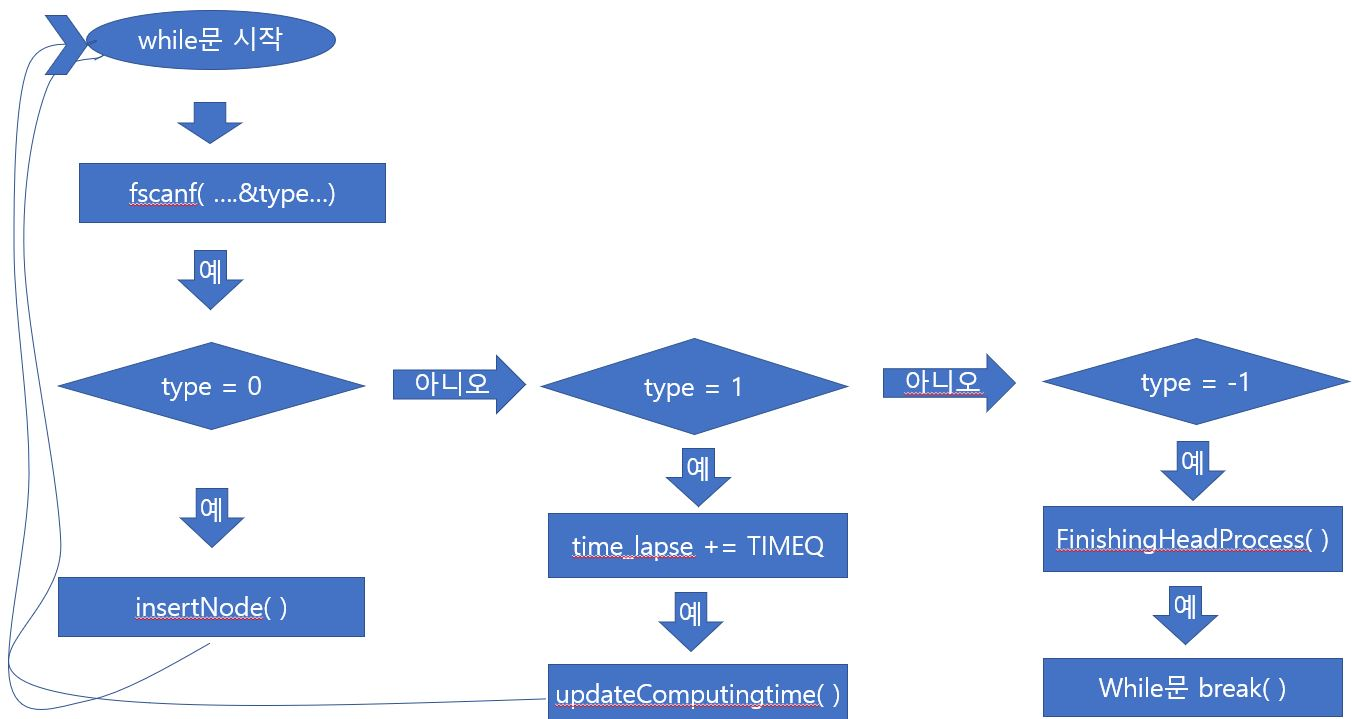 while문 시작
fscanf( ....&type...)
예
type = 0
아니오
type = 1
아니오
type = -1
예
insertNode( )
예
time_lapse += TIMEQ
예
updateComputingtime( )
예
FinishingHeadProcess( )
예
While문 break( )